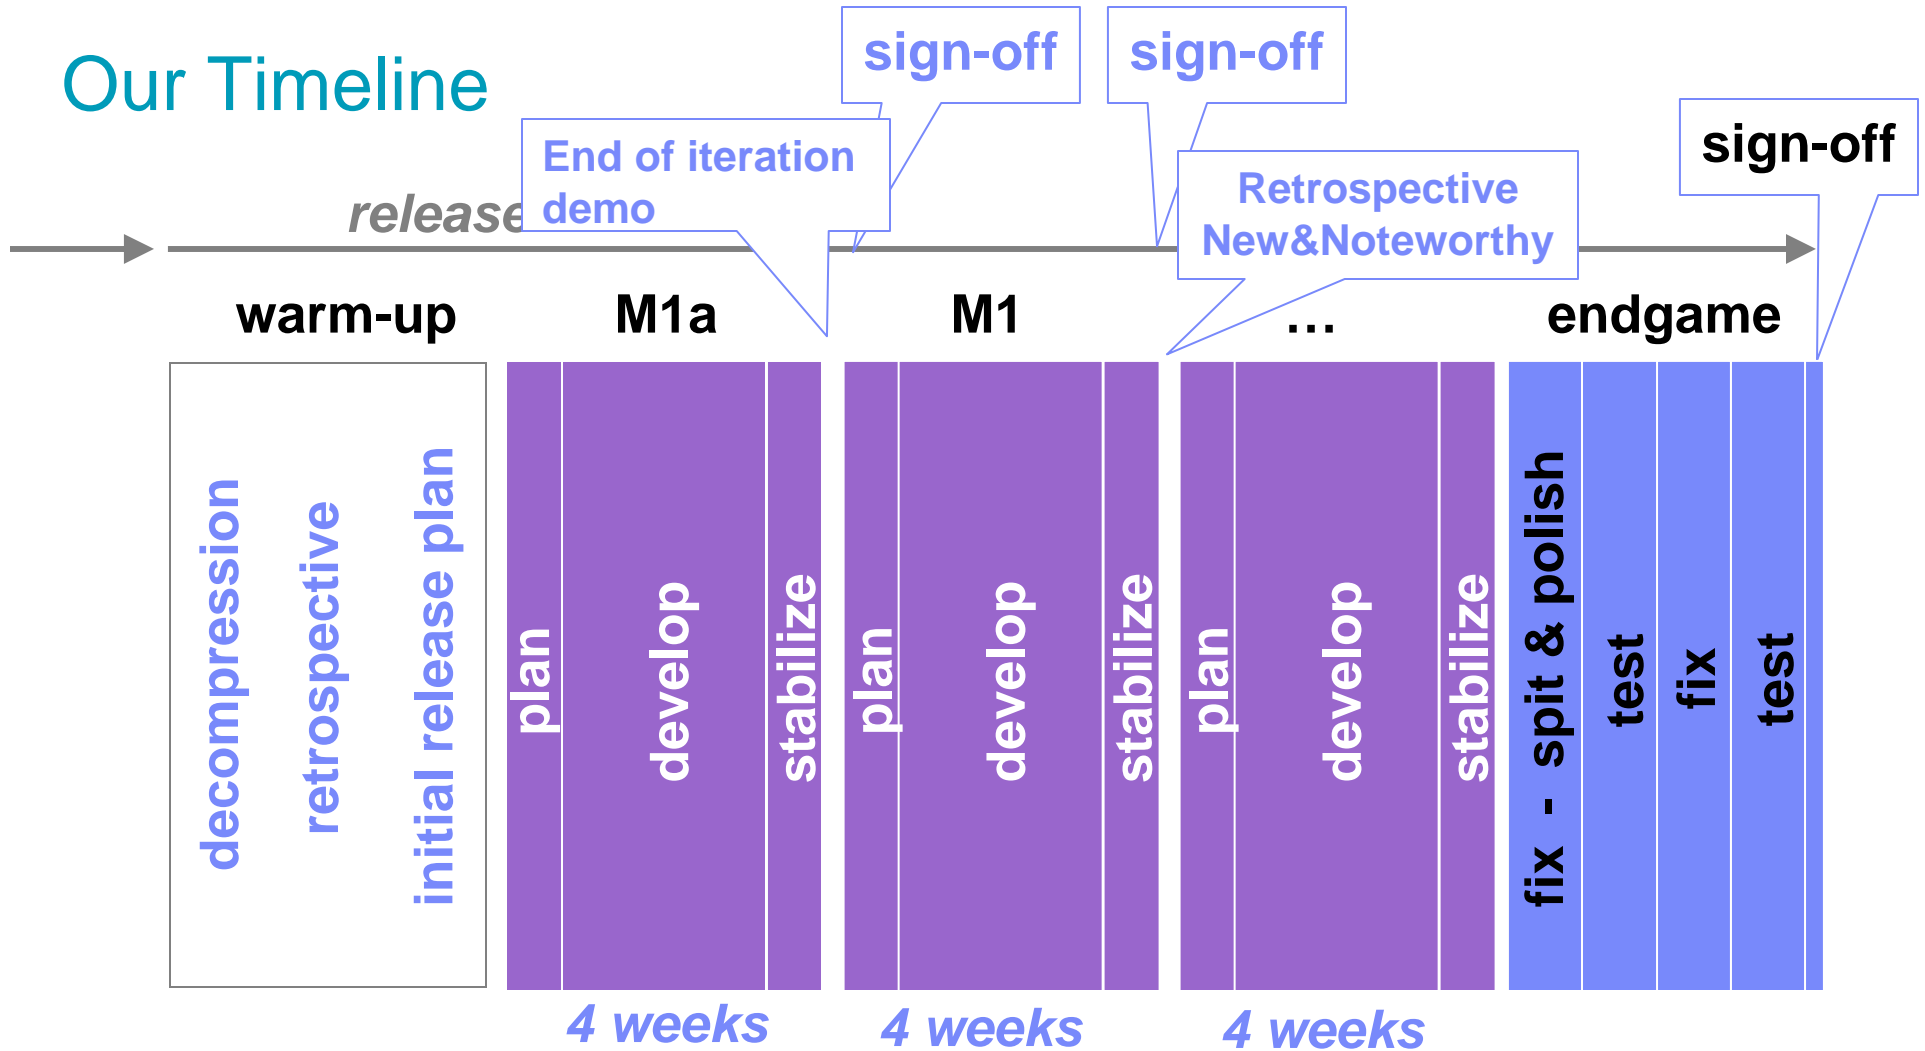 Our Timeline
sign-off
sign-off
sign-off
End of iteration
demo
Retrospective
New&Noteworthy
release
warm-up
M1a
M1
…
endgame
decompression
retrospective
initial release plan
plan
develop
stabilize
plan
develop
stabilize
plan
develop
stabilize
fix - spit & polish
test
fix
test
4 weeks
4 weeks
4 weeks